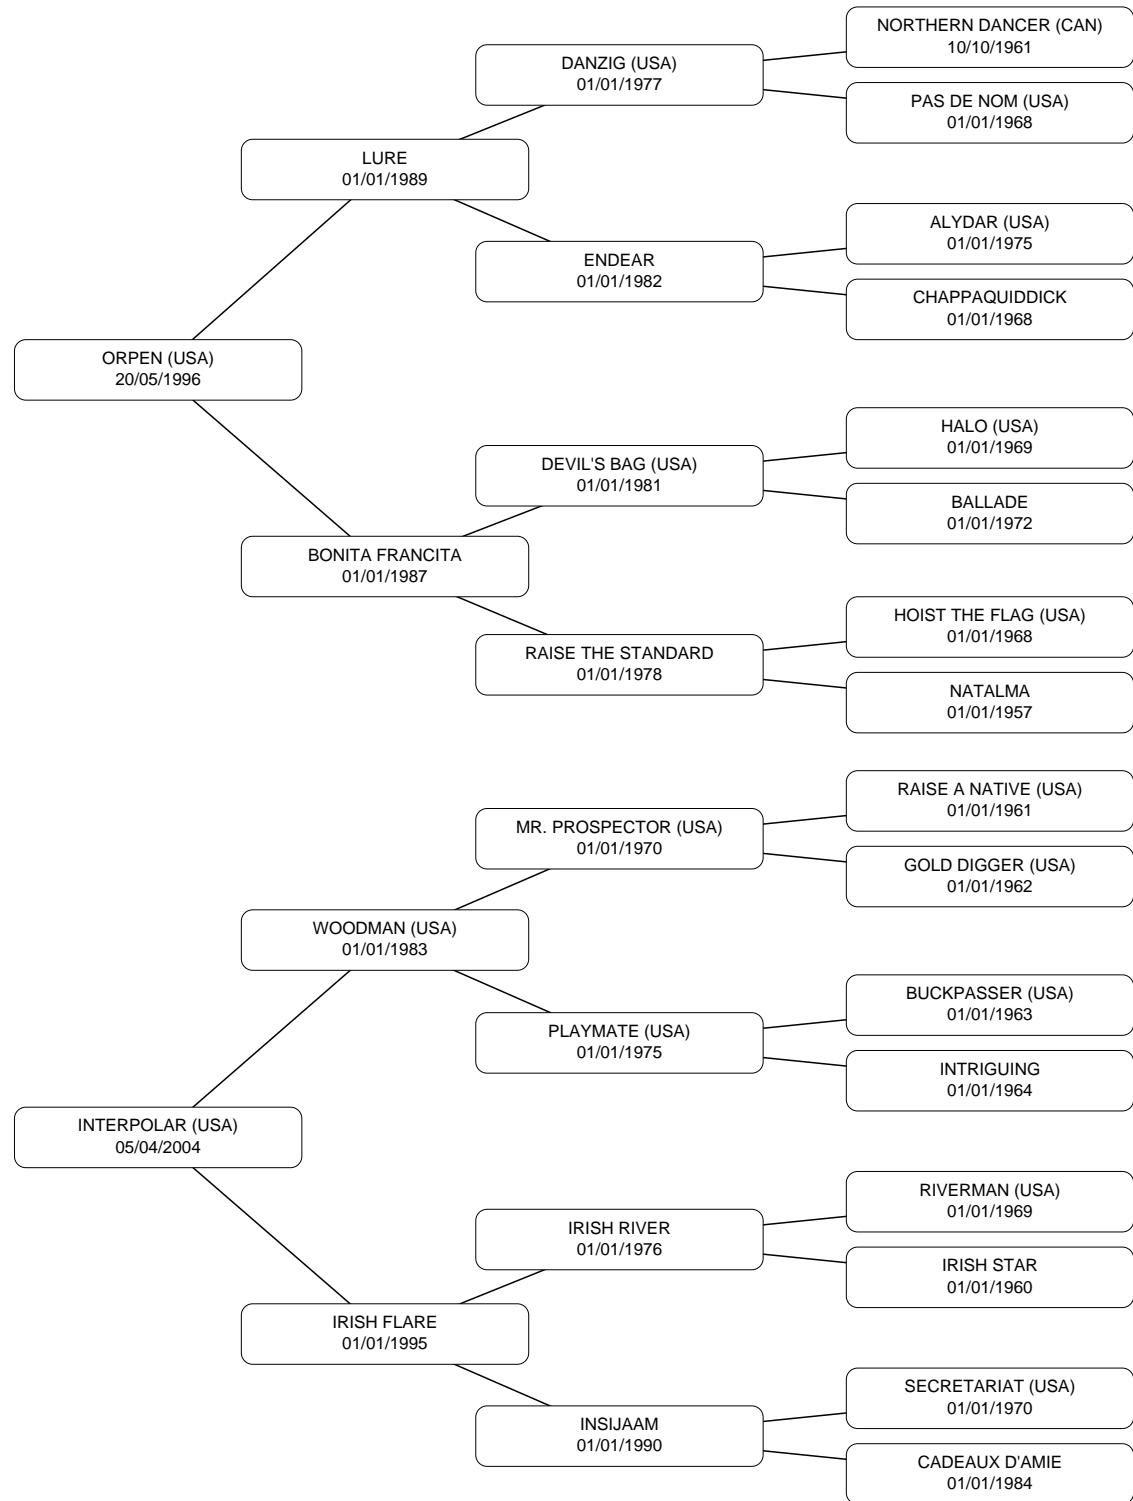 NORTHERN DANCER (CAN)
10/10/1961
DANZIG (USA)
01/01/1977
PAS DE NOM (USA)
01/01/1968
LURE
01/01/1989
ALYDAR (USA)
01/01/1975
ENDEAR
01/01/1982
CHAPPAQUIDDICK
01/01/1968
ORPEN (USA)
20/05/1996
HALO (USA)
01/01/1969
DEVIL'S BAG (USA)
01/01/1981
BALLADE
01/01/1972
BONITA FRANCITA
01/01/1987
HOIST THE FLAG (USA)
01/01/1968
RAISE THE STANDARD
01/01/1978
NATALMA
01/01/1957
RAISE A NATIVE (USA)
01/01/1961
MR. PROSPECTOR (USA)
01/01/1970
GOLD DIGGER (USA)
01/01/1962
WOODMAN (USA)
01/01/1983
BUCKPASSER (USA)
01/01/1963
PLAYMATE (USA)
01/01/1975
INTRIGUING
01/01/1964
INTERPOLAR (USA)
05/04/2004
RIVERMAN (USA)
01/01/1969
IRISH RIVER
01/01/1976
IRISH STAR
01/01/1960
IRISH FLARE
01/01/1995
SECRETARIAT (USA)
01/01/1970
INSIJAAM
01/01/1990
CADEAUX D'AMIE
01/01/1984